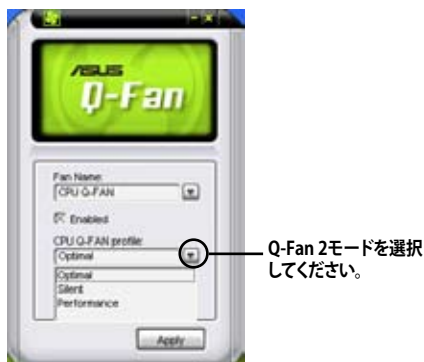 ASUS
Q-Fan
Fan Name:
CPU Q-FAN
Enabled
CPU Q-FAN profile:
Optimal
Q-Fan 2モードを選択
してください。
Optimal
Silent
Performance
Apply